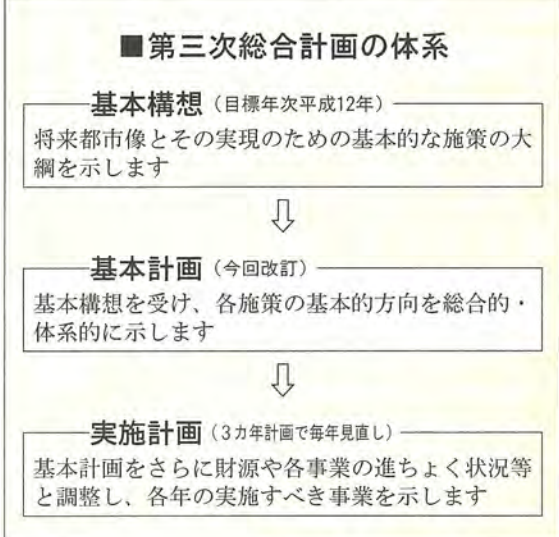 ■第三次総合計画の体系
基本構想（目標年次平成12年）
将来都市像とその実現のための基本的な施策の大
綱を示します
基本計画（今回改訂）
基本構想を受け、各施策の基本的方向を総合的・
体系的に示します
実施計画（3カ年計画で毎年見直し）
基本計画をさらに財源や各事業の進ちょく状況等
と調整し、各年の実施すべき事業を示します